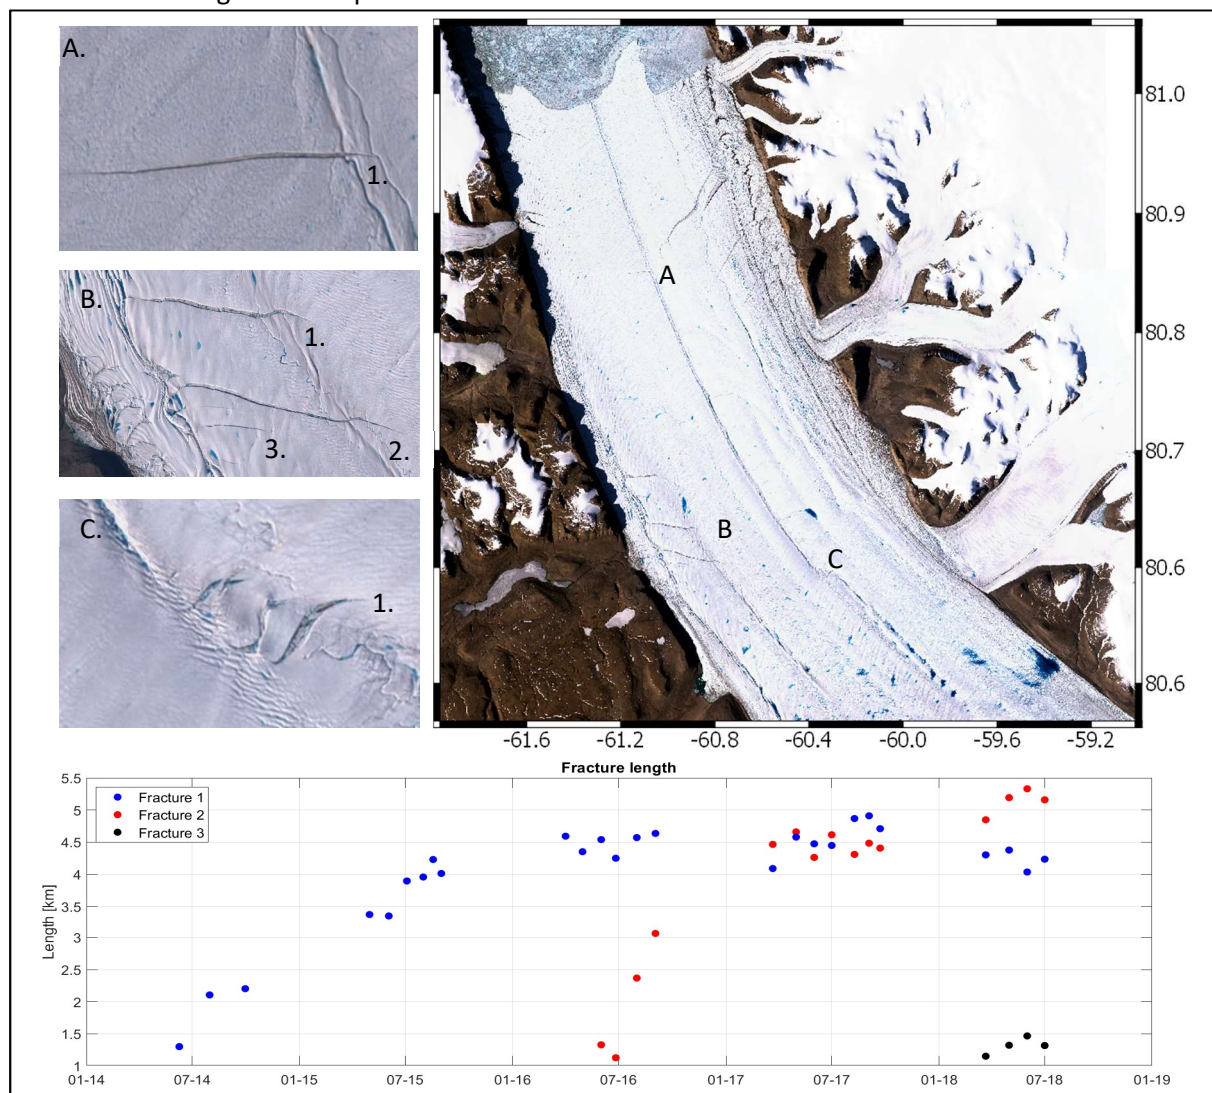 A.
1.
B.
1.
3.
2.
C.
1.
A
B
C
81.0
80.9
80.8
80.7
80.6
80.6
-61.6 -61.2 -60.8 -60.4 -60.0 -59.6 -59.2
Fracture length
Fracture 1
Fracture 2
Fracture 3
Length [km]
5.5
5
4.5
4
3.5
3
2.5
2
1.5
1
01-14 07-14 01-15 07-15 01-16 07-16 01-17 07-17 01-18 07-18 01-19